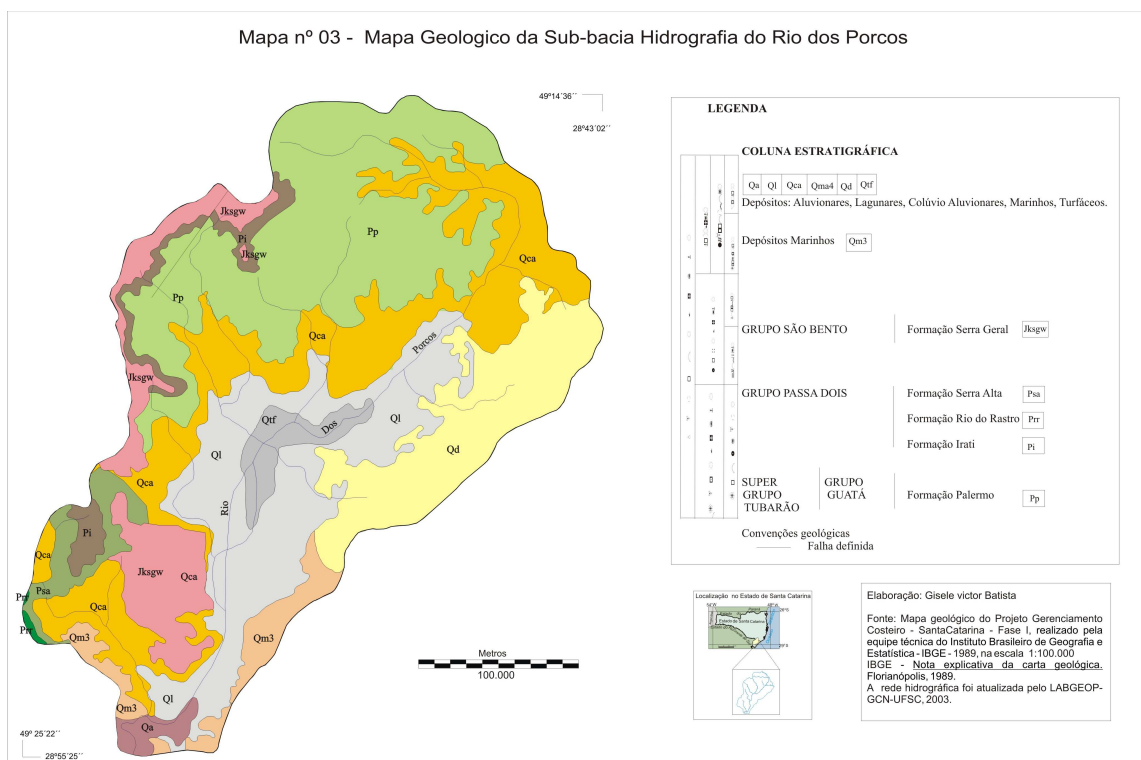 Mapa nº 03 - Mapa Geologico da Sub-bacia Hidrografia do Rio dos Porcos
49º14´36´´
28º43´02´´
Jksgw
Pi
Jksgw
Pp
Qca
Pp
Qca
Porcos
Jksgw
Qtf
Dos
Ql
Ql
Qd
Qca
Rio
Pi
Qca
Jksgw
Qca
Psa
Prr
Qca
Prr
Qm3
Qm3
Ql
Qm3
Qa
49º 25´22´´
28º55´25´´
Metros
100.000
LEGENDA
COLUNA ESTRATIGRÁFICA
Qa Ql Qca Qma4 Qd Qtf
Depósitos: Aluvionares, Lagunares, Colúvio Aluvionares, Marinhos, Turfáceos.
Depósitos Marinhos Qm3
GRUPO SÃO BENTO Formação Serra Geral Jksgw
GRUPO PASSA DOIS Formação Serra Alta Psa
Formação Rio do Rastro Prr
Formação Irati Pi
SUPER GRUPO
GRUPO GUATÁ Formação Palermo Pp
TUBARÃO
Convenções geológicas
Falha definida
Localização no Estado de Santa Catarina
Estado de Santa Catarina
Elaboração: Gisele victor Batista
Fonte: Mapa geológico do Projeto Gerenciamento
Costeiro - SantaCatarina - Fase I, realizado pela
equipe técnica do Instituto Brasileiro de Geografia e
Estatística - IBGE - 1989, na escala 1:100.000
IBGE - Nota explicativa da carta geológica.
Florianópolis, 1989.
A rede hidrográfica foi atualizada pelo LABGEOP-
GCN-UFSC, 2003.